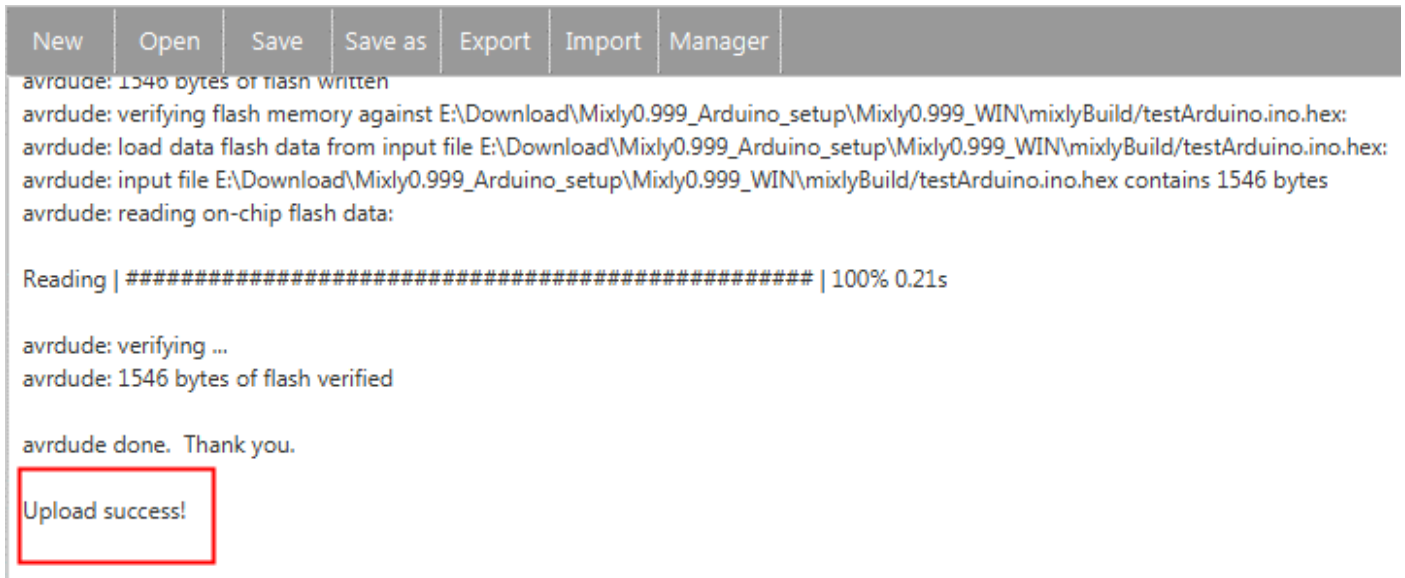 New Open Save Save as Export Import Manager
avrdude: 1546 bytes of flash written
avrdude: verifying flash memory against E:\Download\Mixly0.999_Arduino_setup\Mixly0.999_WIN\mixlyBuild/testArduino.ino.hex:
avrdude: load data flash data from input file E:\Download\Mixly0.999_Arduino_setup\Mixly0.999_WIN\mixlyBuild/testArduino.ino.hex:
avrdude: input file E:\Download\Mixly0.999_Arduino_setup\Mixly0.999_WIN\mixlyBuild/testArduino.ino.hex contains 1546 bytes
avrdude: reading on-chip flash data:
Reading | ################################################## | 100% 0.21s
avrdude: verifying ...
avrdude: 1546 bytes of flash verified
avrdude done.  Thank you.
Upload success!